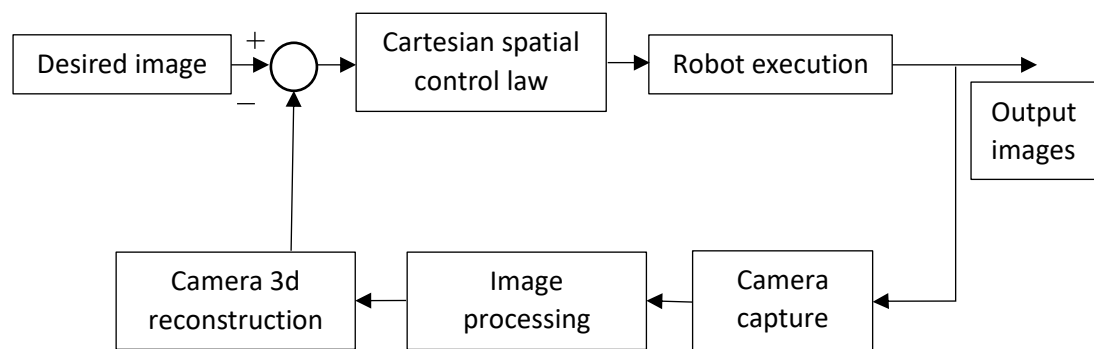 Desired image
+
−
Cartesian spatial
control law
Robot execution
Output
images
Camera 3d
reconstruction
Image
processing
Camera
capture